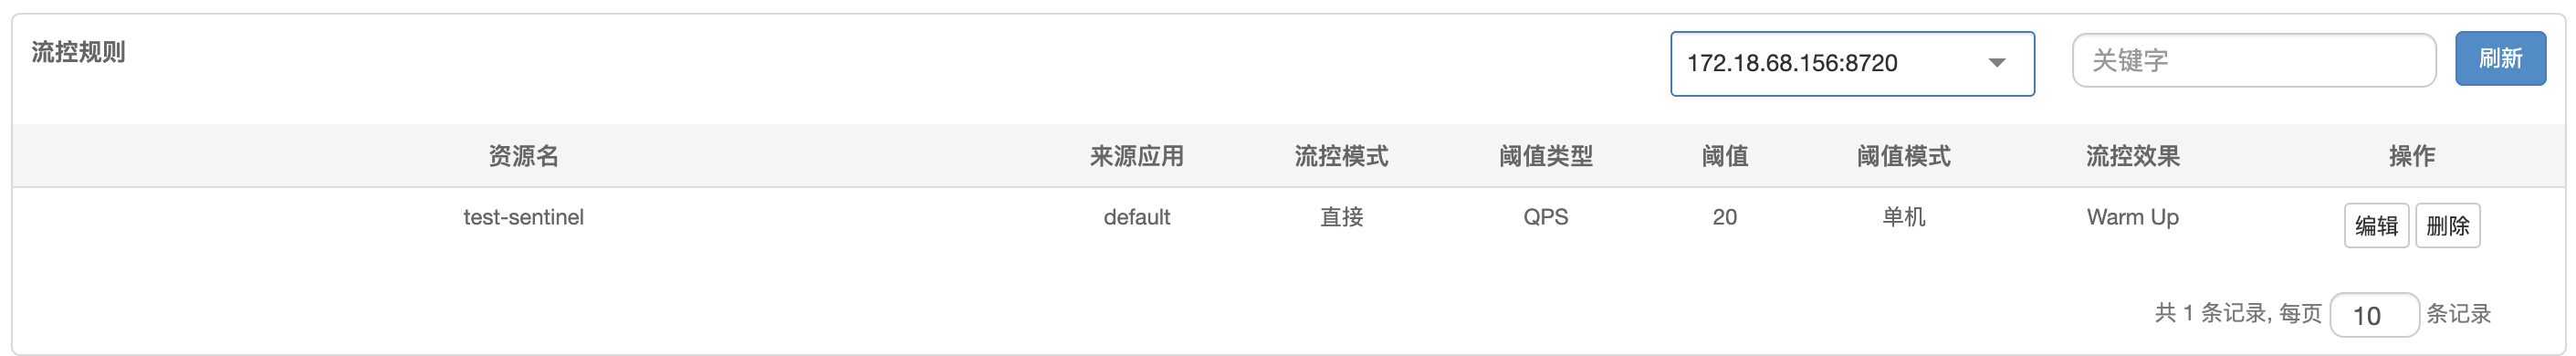 流控规则 172.18.68.156:8720 关键字 刷新
资源名 来源应用 流控模式 阈值类型 阈值 阈值模式 流控效果 操作
test-sentinel default 直接 QPS 20 单机 Warm Up 编辑 删除
共 1 条记录, 每页 10 条记录